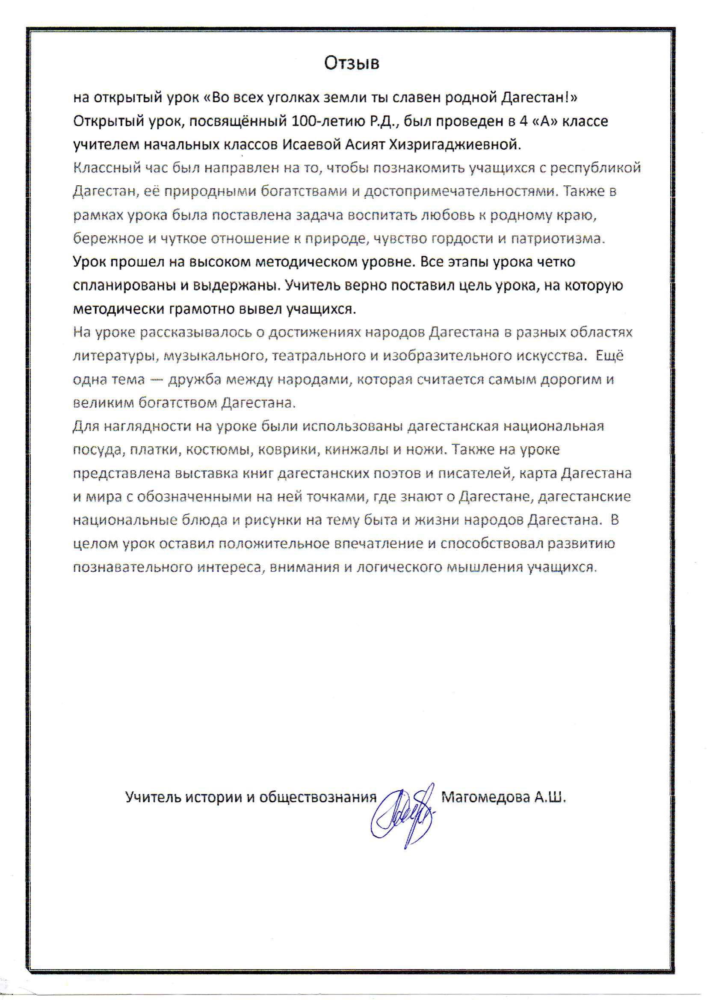 Отзыв
на открытый урок «Во всех уголках земли ты славен родной Дагестан!»
Открытый урок, посвящённый 100-летию Р.Д., был проведен в 4 «А» классе
учителем начальных классов Исаевой Асият Хизригаджиевной.
Классный час был направлен на то, чтобы познакомить учащихся с республикой
Дагестан, её природными богатствами и достопримечательностями. Также в
рамках урока была поставлена задача воспитать любовь к родному краю,
бережное и чуткое отношение к природе, чувство гордости и патриотизма.
Урок прошел на высоком методическом уровне. Все этапы урока четко
спланированы и выдержаны. Учитель верно поставил цель урока, на которую
методически грамотно вывел учащихся.
На уроке рассказывалось о достижениях народов Дагестана в разных областях
литературы, музыкального, театрального и изобразительного искусства. Ещё
одна тема — дружба между народами, которая считается самым дорогим и
великим богатством Дагестана.
Для наглядности на уроке были использованы дагестанская национальная
посуда, платки, костюмы, коврики, кинжалы и ножи. Также на уроке
представлена выставка книг дагестанских поэтов и писателей, карта Дагестана
и мира с обозначенными на ней точками, где знают о Дагестане, дагестанские
национальные блюда и рисунки на тему быта и жизни народов Дагестана. В
целом урок оставил положительное впечатление и способствовал развитию
познавательного интереса, внимания и логического мышления учащихся.
Учитель истории и обществознания Магомедова А.Ш.